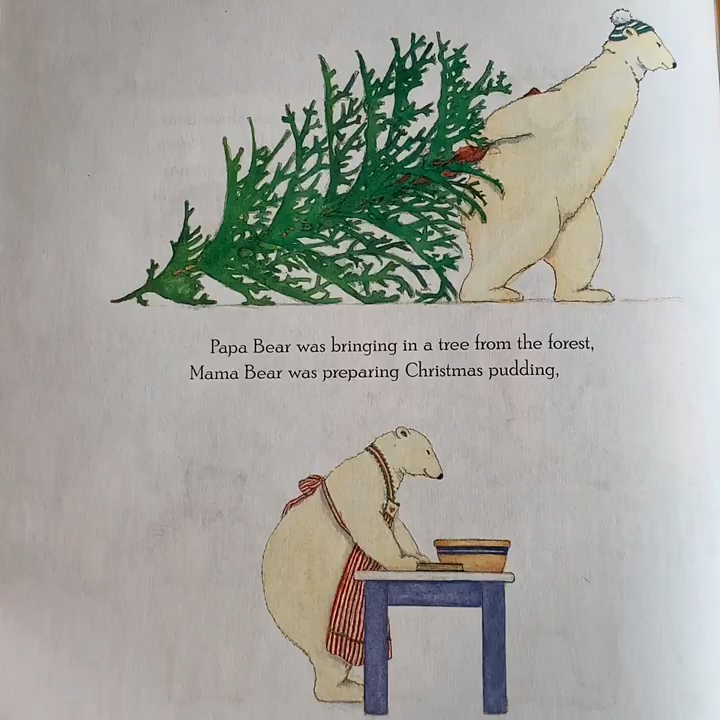 Papa Bear was bringing in a tree from the forest,
Mama Bear was preparing Christmas pudding,